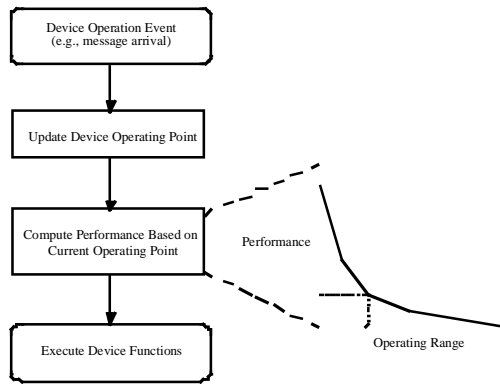 Device Operation Event
(e.g., message arrival)
Update Device Operating Point
Compute Performance Based on
Current Operating Point
Performance
Execute Device Functions
Operating Range